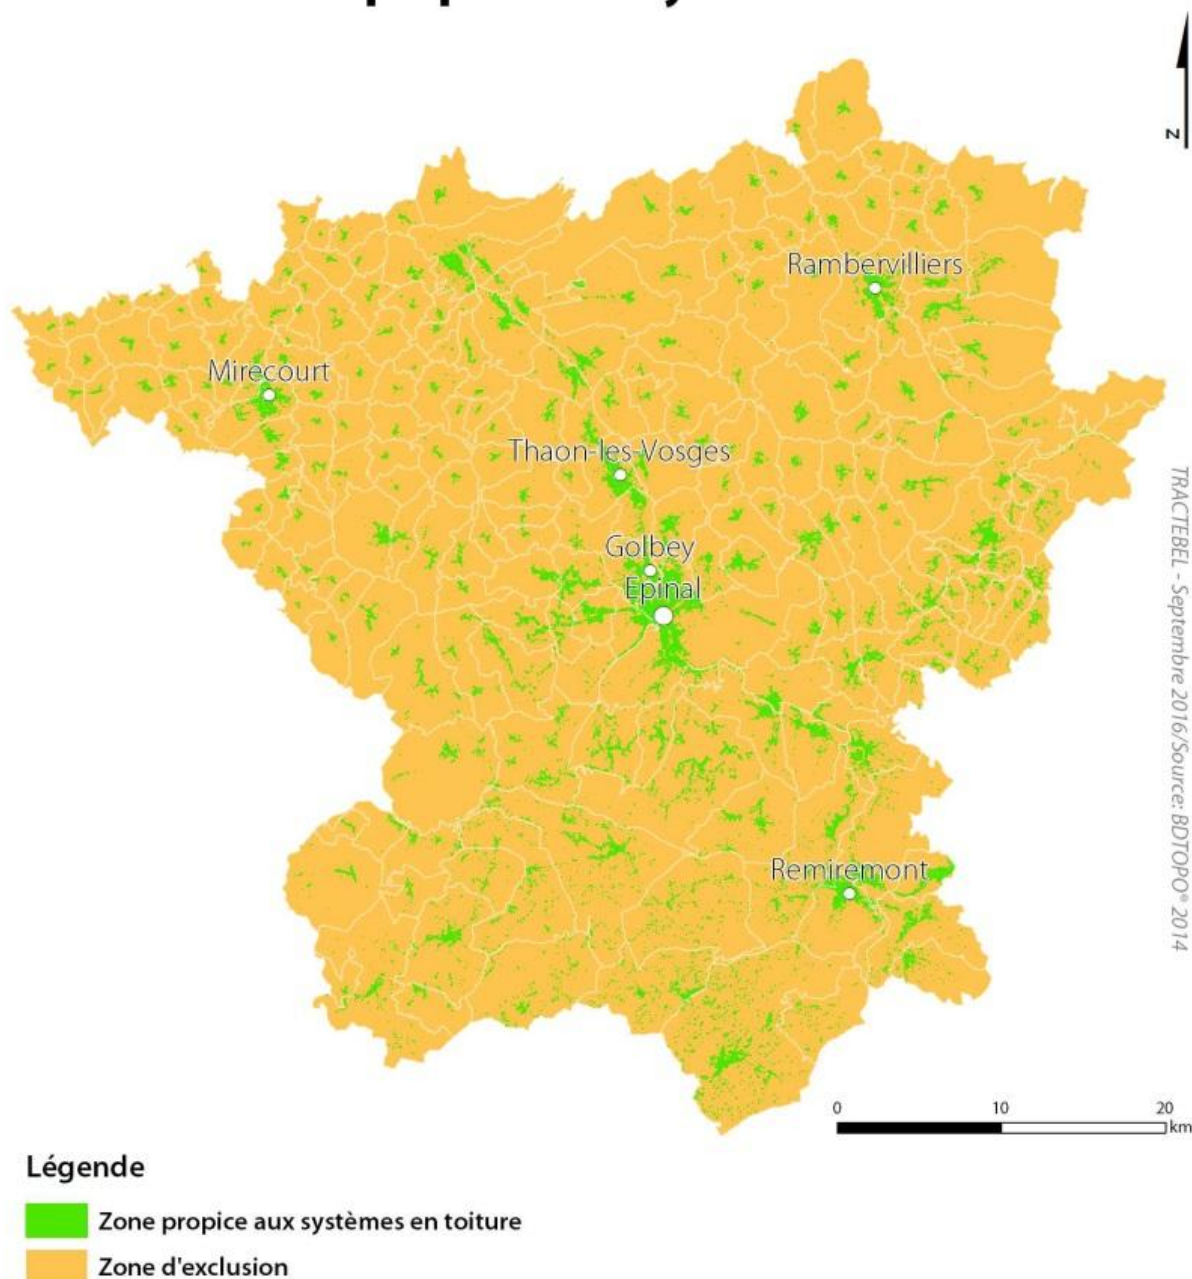 N
Rambervilliers
Mirecourt
Thaon-les-Vosges
Golbey
Epinal
Remiremont
TRACTEBEL - Septembre 2016/Source: BDTOPO® 2014
0 10 20
km
Légende
Zone propice aux systèmes en toiture
Zone d'exclusion